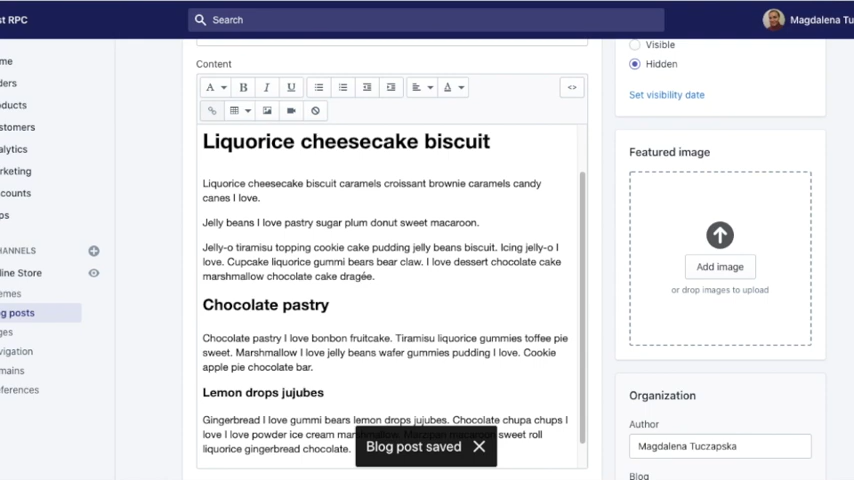 st RPC
Search
Magdalena Tu
me
ders
oducts
stomers
alytics
rketing
counts
ps
HANNELS
line Store
emes
g posts
ges
vigation
mains
eferences
Content
A B I U A <>
Liquorice cheesecake biscuit
Liquorice cheesecake biscuit caramels croissant brownie caramels candy
canes I love.
Jelly beans I love pastry sugar plum donut sweet macaroon.
Jelly-o tiramisu topping cookie cake pudding jelly beans biscuit. Icing jelly-o I
love. Cupcake liquorice gummi bears bear claw. I love dessert chocolate cake
marshmallow chocolate cake dragée.
Chocolate pastry
Chocolate pastry I love bonbon fruitcake. Tiramisu liquorice gummies toffee pie
sweet. Marshmallow I love jelly beans wafer gummies pudding I love. Cookie
apple pie chocolate bar.
Lemon drops jujubes
Gingerbread I love gummi bears lemon drops jujubes. Chocolate chupa chups I
love I love powder ice cream marshmallow. Marzipan macaroon sweet roll
liquorice gingerbread chocolate.
Blog post saved
Visible
Hidden
Set visibility date
Featured image
Add image
or drop images to upload
Organization
Author
Magdalena Tuczapska
Blog